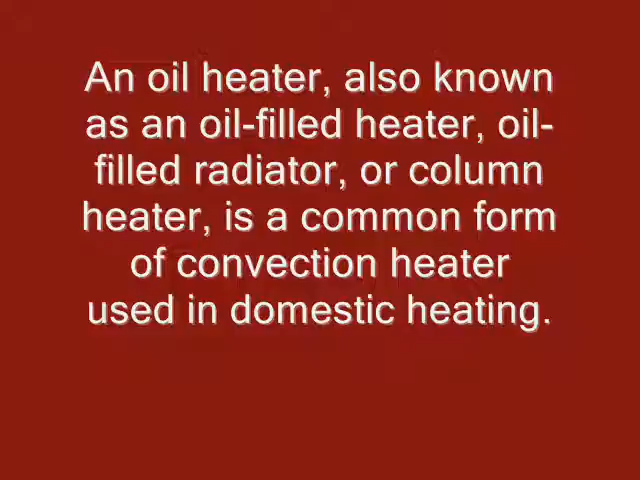 An oil heater, also known
as an oil-filled heater, oil-
filled radiator, or column
heater, is a common form
of convection heater
used in domestic heating.